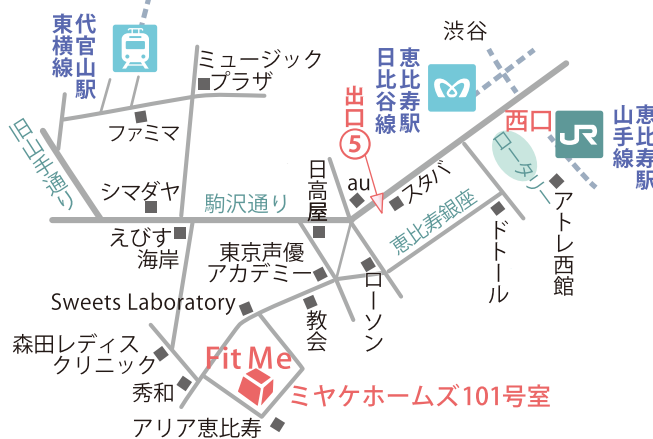 代官山駅
東横線
ミュージック
プラザ
渋谷
恵比寿駅
日比谷線
出口
5
西口
JR
恵比寿駅
山手線
ファミマ
旧山手通り
シマダヤ
駒沢通り
日高屋
au
スタバ
ロータリー
アトレ西館
えびす
海岸
東京声優
アカデミー
恵比寿銀座
ドトール
Sweets Laboratory
教会
ローソン
森田レディス
クリニック
Fit Me
秀和
ミヤケホームズ101号室
アリア恵比寿